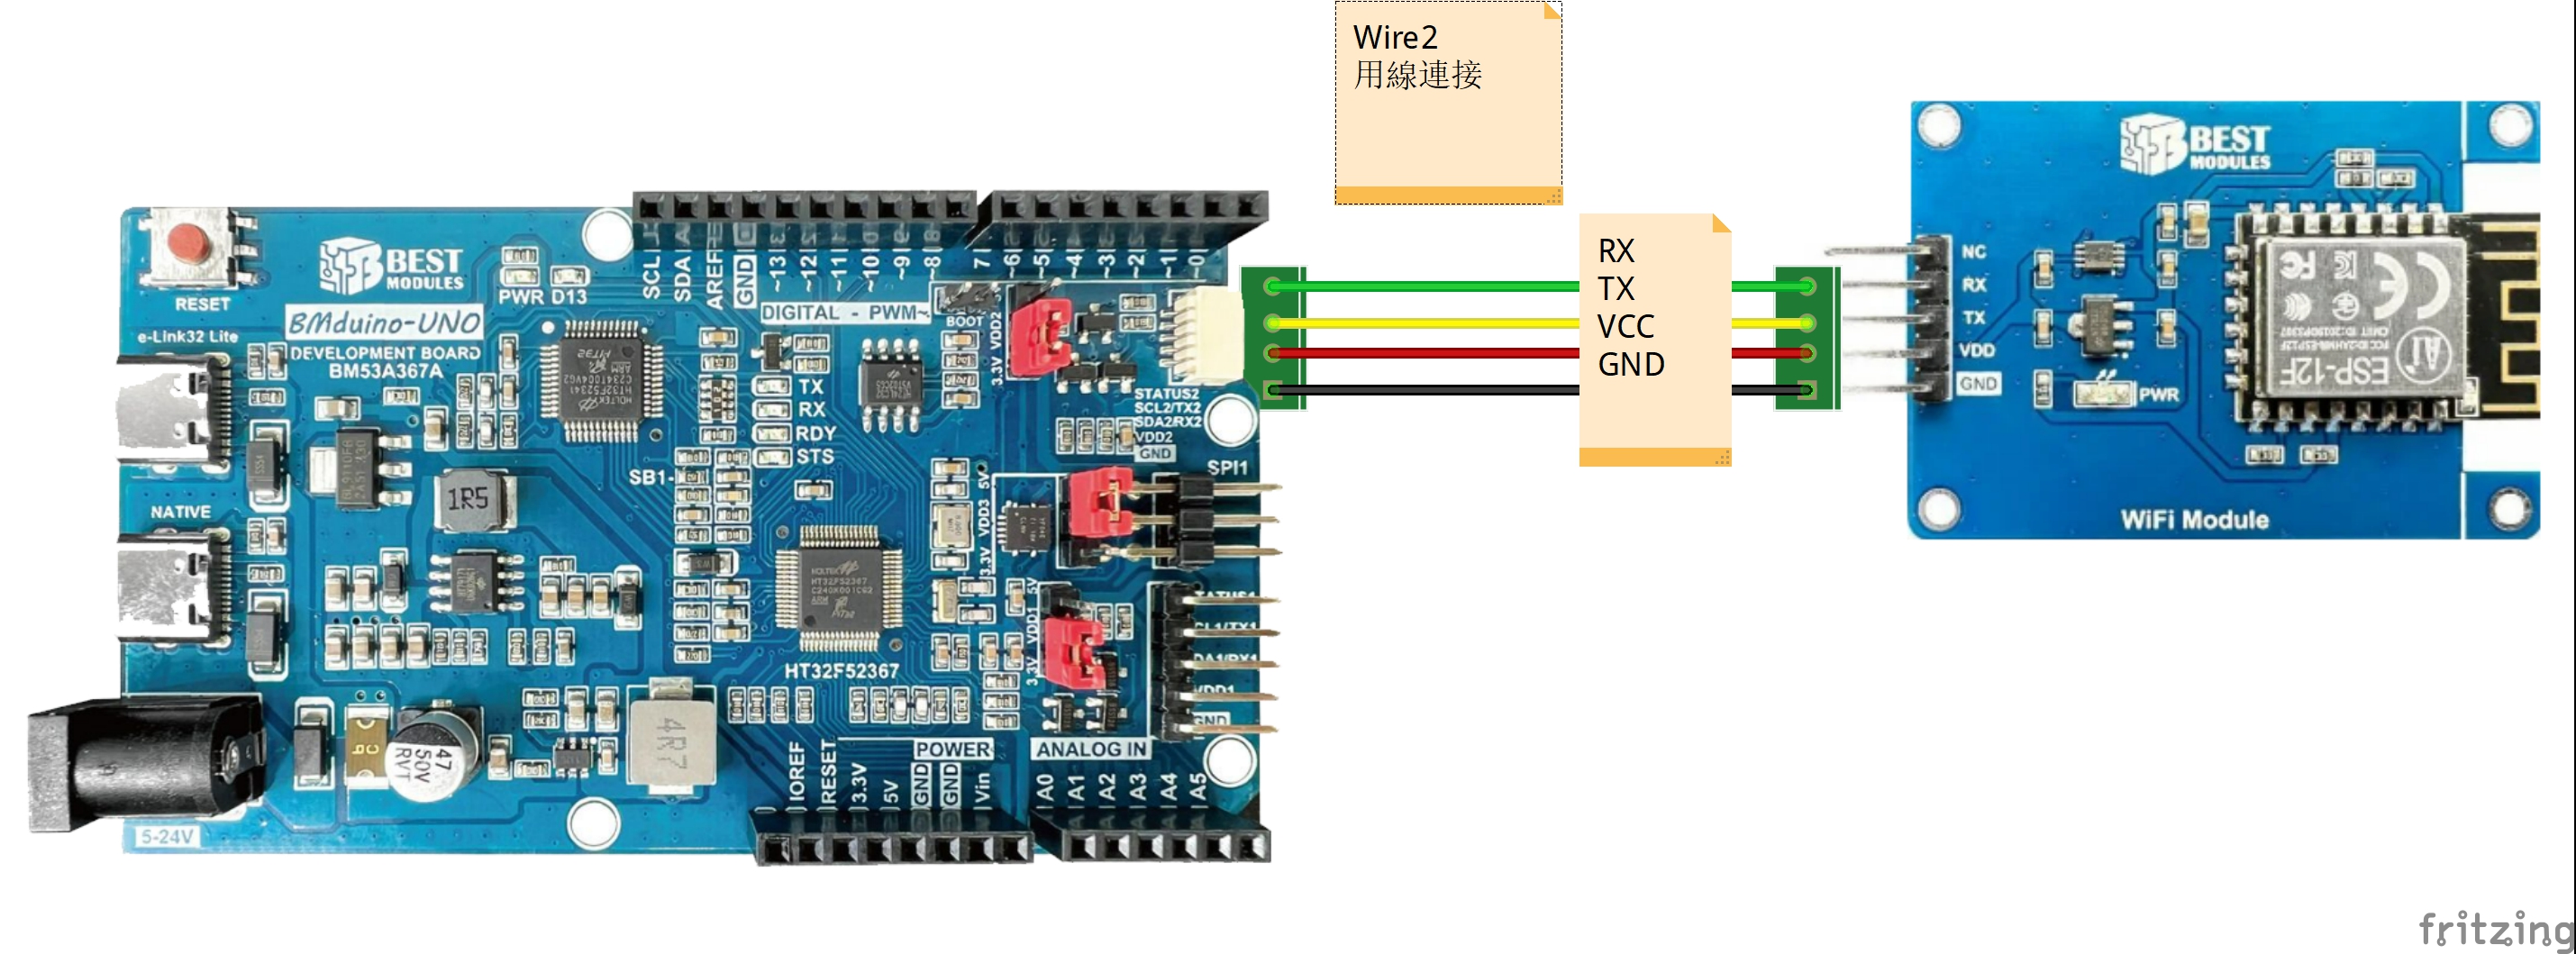 Wire2
用線連接
RX
TX
VCC
GND
BEST
MODULES
RESET
PWR D13
BMduino-UNO
e-Link32 Lite
DEVELOPMENT BOARD
BM53A367A
NATIVE
5-24V
SCL
SDA
AREF
GND
~13
~12
~11
~10
~9
~8
7
~6
~5
~4
~3
~2
~1
~0
DIGITAL - PWM~
BOOT
3.3V VDD2
TX
RX
RDY
STS
SB1
STATUS2
SCL2/TX2
SDA2/RX2
VDD2
GND
SPI1
3.3V VDD3 5V
3.3V VDD1 5V
1R5
HOLTEK
HT32F52367
HT32F52367
VDD1
GND
4R7
47
50V
RVT
POWER
ANALOG IN
IOREF
RESET
3.3V
5V
GND
GND
Vin
A0
A1
A2
A3
A4
A5
BEST
MODULES
NC
RX
TX
VDD
GND
PWR
ESP-12F
WiFi Module
fritzing